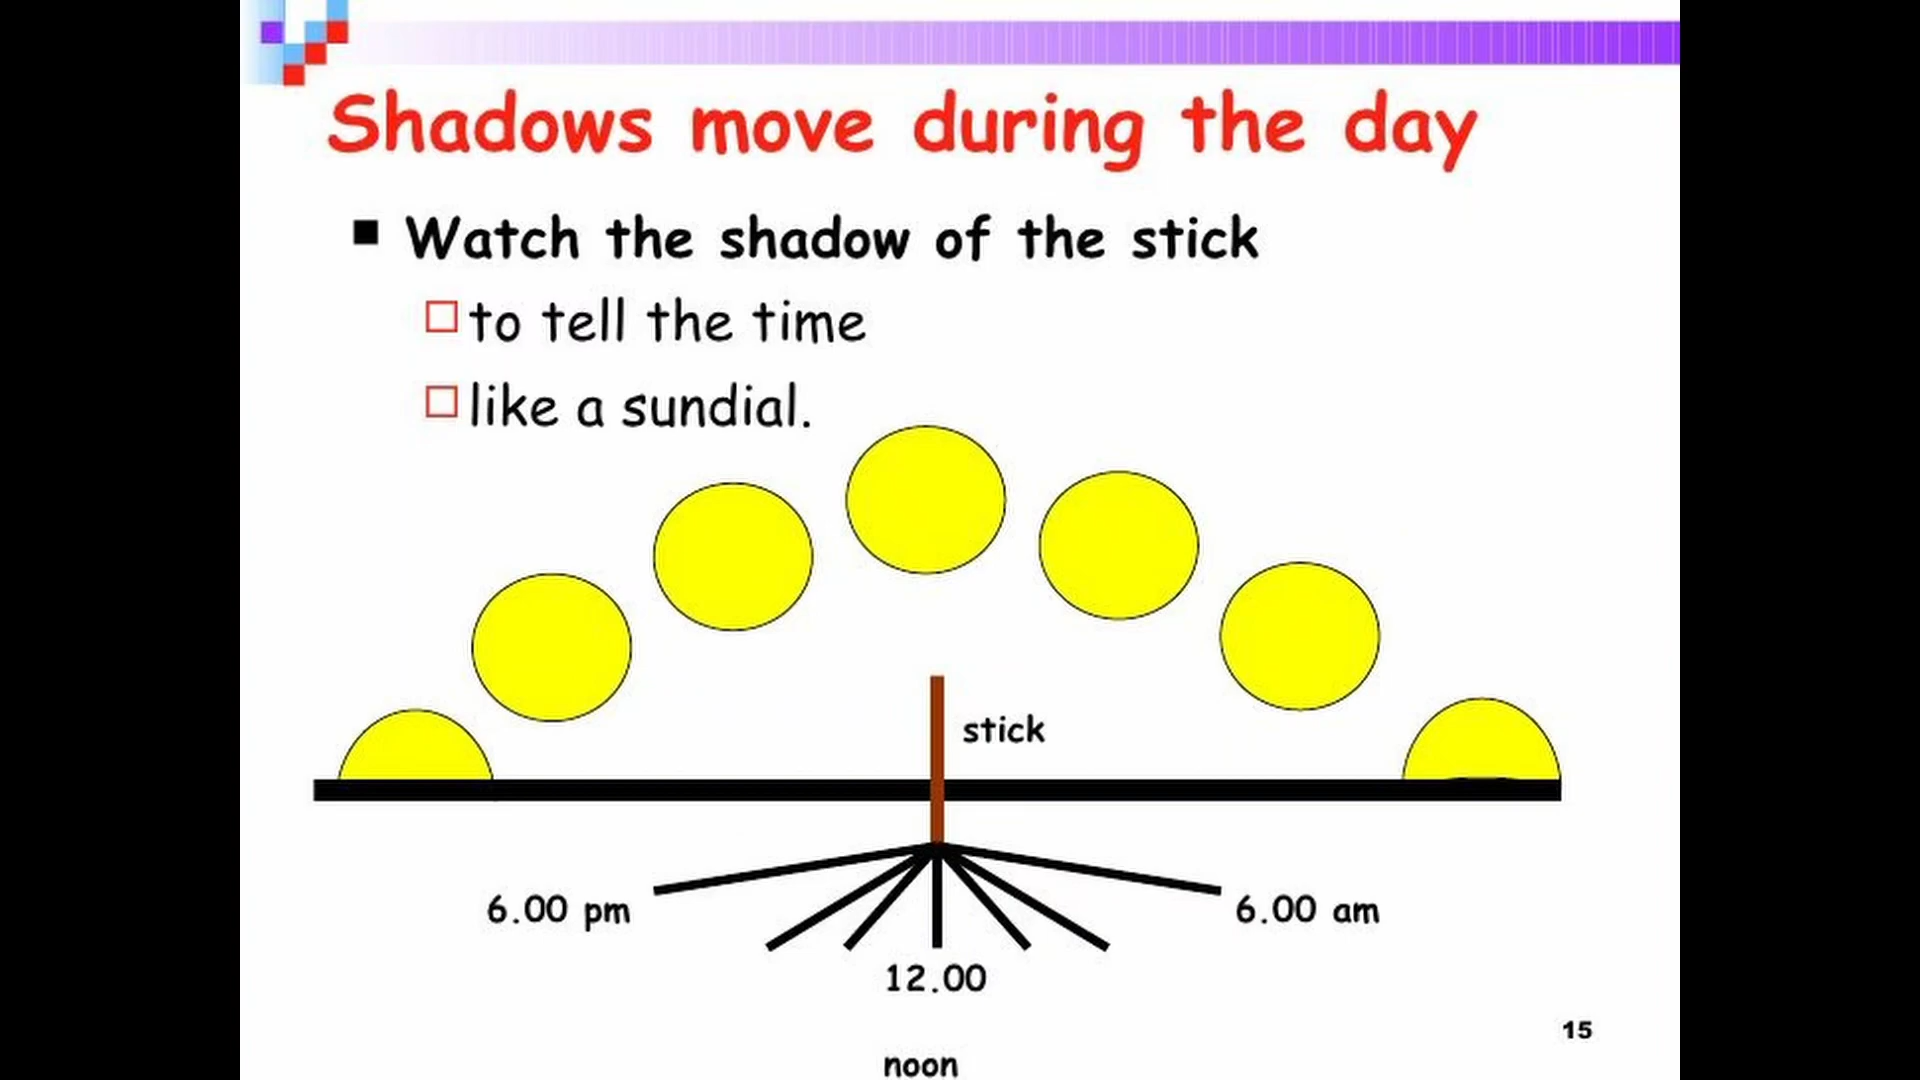 Shadows move during the day
Watch the shadow of the stick
to tell the time
like a sundial.
stick
6.00 pm
6.00 am
12.00
noon
15